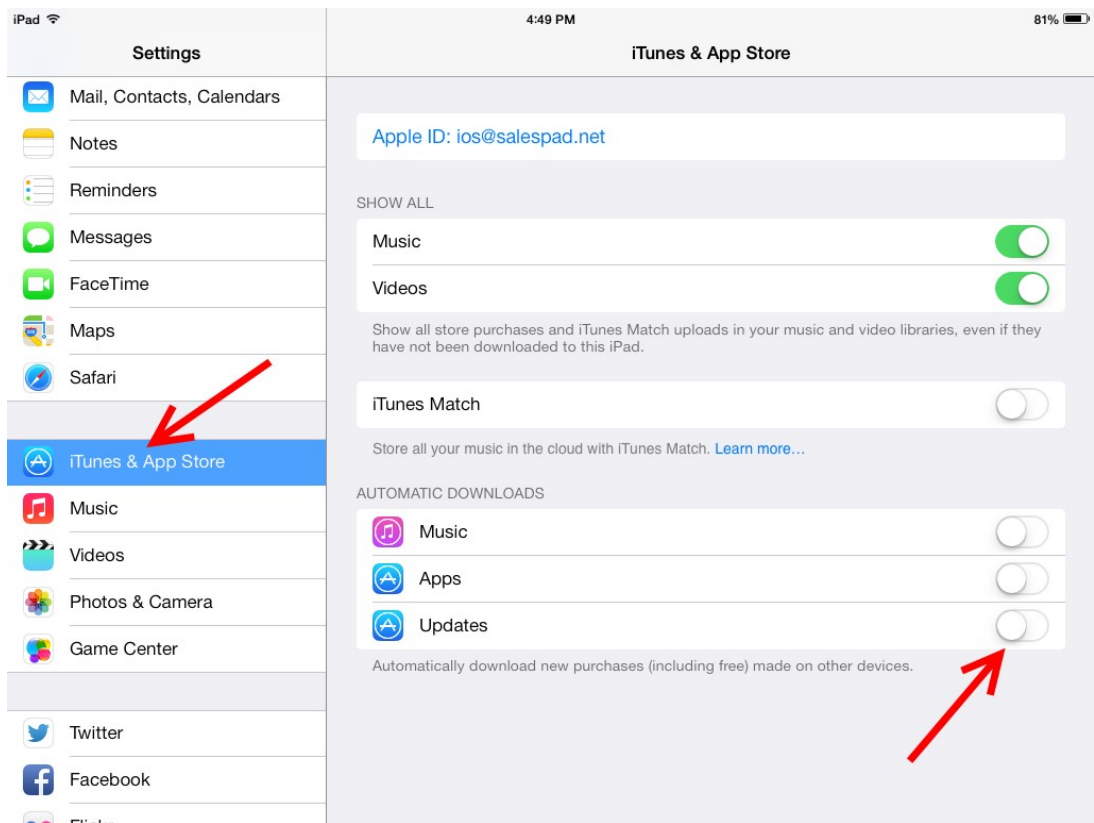 iPad 4:49 PM 81%
Settings
iTunes & App Store
Mail, Contacts, Calendars
Notes
Reminders
Messages
FaceTime
Maps
Safari
iTunes & App Store
Music
Videos
Photos & Camera
Game Center
Twitter
Facebook
Apple ID: ios@salespad.net
SHOW ALL
Music
Videos
Show all store purchases and iTunes Match uploads in your music and video libraries, even if they
have not been downloaded to this iPad.
iTunes Match
Store all your music in the cloud with iTunes Match. Learn more...
AUTOMATIC DOWNLOADS
Music
Apps
Updates
Automatically download new purchases (including free) made on other devices.